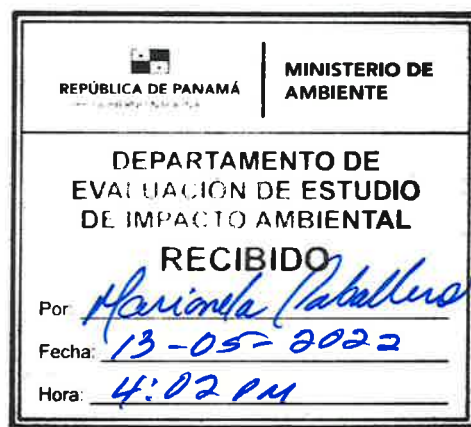 REPÚBLICA DE PANAMÁ
MINISTERIO DE
AMBIENTE
DEPARTAMENTO DE
EVALUACIÓN DE ESTUDIO
DE IMPACTO AMBIENTAL
RECIBIDO
Por: Marianela Caballero
Fecha: 13-05-2022
Hora: 4:02 PM